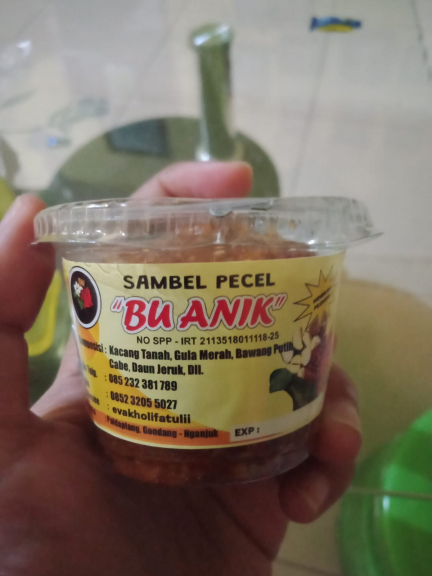 SAMBEL PECEL
"BU ANIK"
NO SPP - IRT 2113518011118-25
: Kacang Tanah, Gula Merah, Bawang Putih,
Cabe, Daun Jeruk, Dll.
: 085 232 381 789
: 0852 3205 5027
: evakholifatulii
Gondang - Nganjuk
EXP :